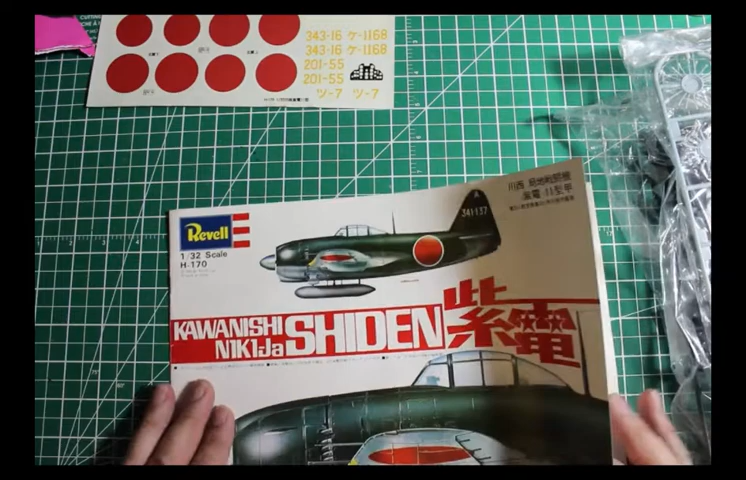 343-16 ケ-1168
343-16 ケ-1168
201-55
201-55
ツ-7 ツ-7
川西 局地戦闘機
紫電 11型甲
Revell
1/32 Scale
H-170
341-137
KAWANISHI
N1K1Ja
SHIDEN
紫電